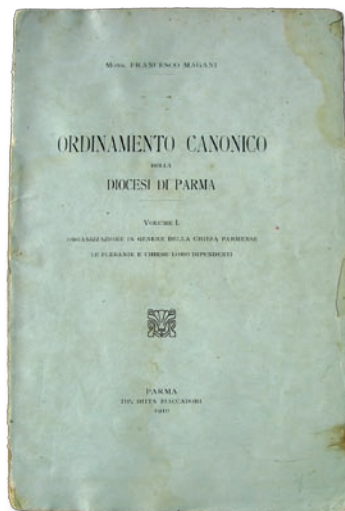 MONS. FRANCESCO MAGANI
ORDINAMENTO CANONICO
DELLA
DIOCESI DI PARMA
VOLUME I.
ORGANIZZAZIONE IN GENERE DELLA CHIESA PARMENSE
LE PLEBANIE E CHIESE LORO DIPENDENZI
PARMA
TIP. DITTA FIACCADORI
1910